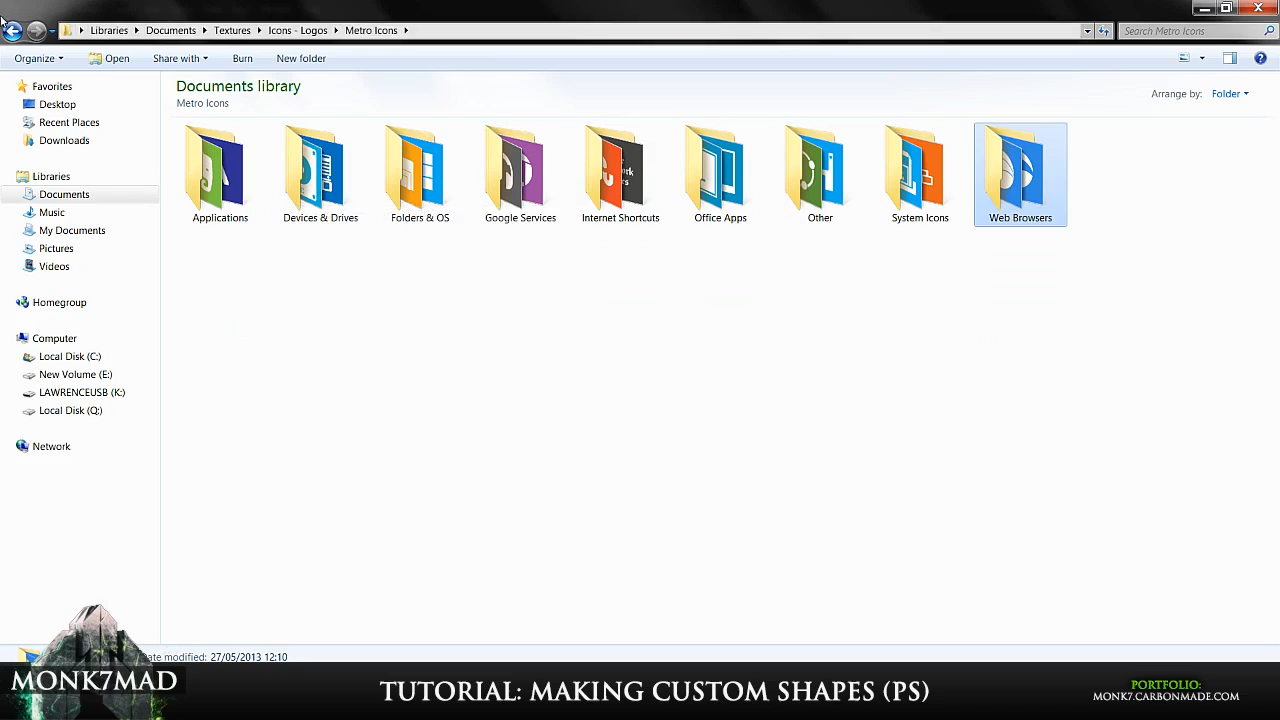 Libraries Documents Textures Icons - Logos Metro Icons
Search Metro Icons
Organize Open Share with Burn New folder
Favorites
Desktop
Recent Places
Downloads
Libraries
Documents
Music
My Documents
Pictures
Videos
Homegroup
Computer
Local Disk (C:)
New Volume (E:)
LAWRENCEUSB (K:)
Local Disk (Q:)
Network
Documents library
Metro Icons
Arrange by: Folder
Applications
Devices & Drives
Folders & OS
Google Services
Internet Shortcuts
Office Apps
Other
System Icons
Web Browsers
modified: 27/05/2013 12:10
MONK7MAD
TUTORIAL: MAKING CUSTOM SHAPES (PS)
PORTFOLIO:
MONK7.CARBONMADE.COM